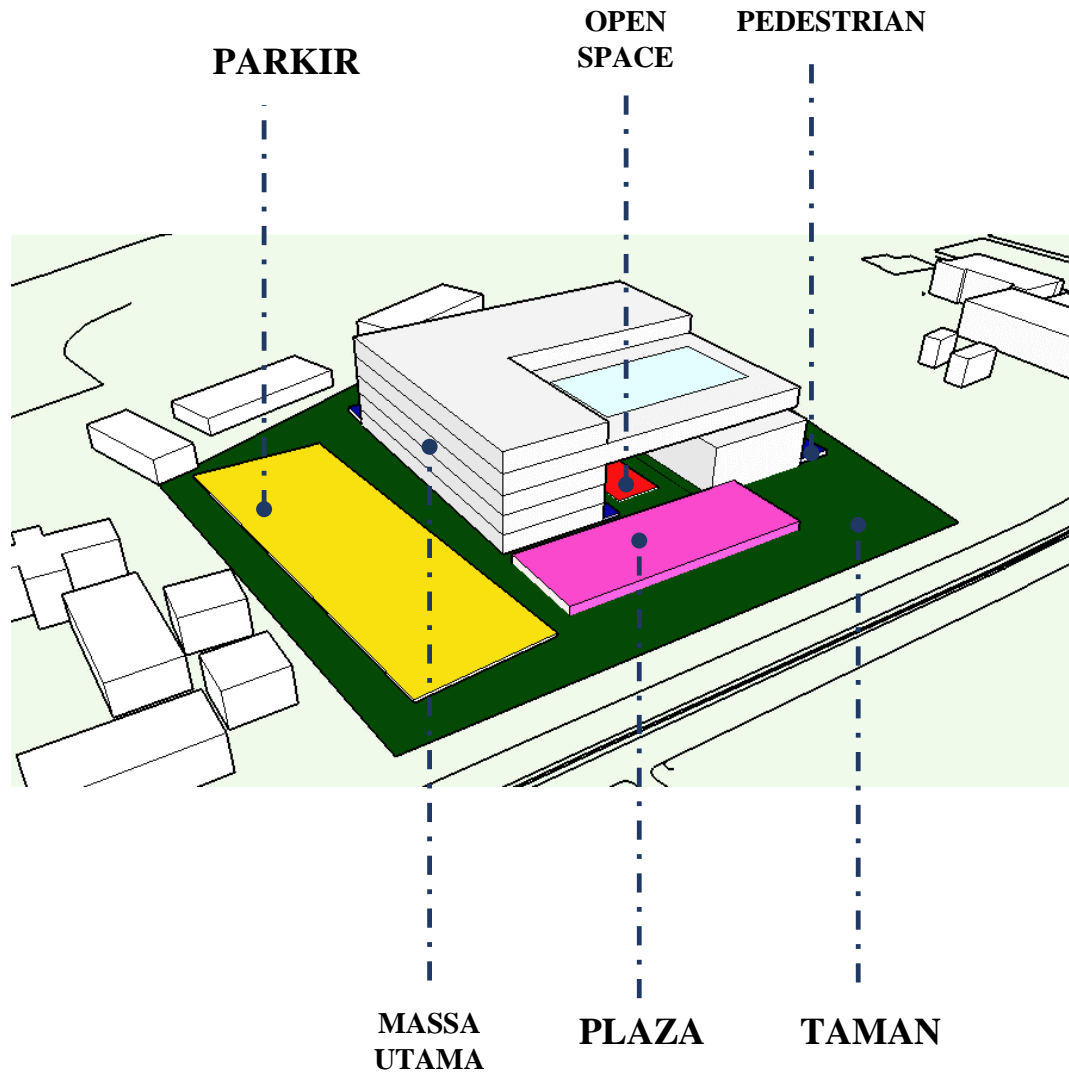 OPEN
SPACE
PEDESTRIAN
PARKIR
MASSA
UTAMA
PLAZA
TAMAN